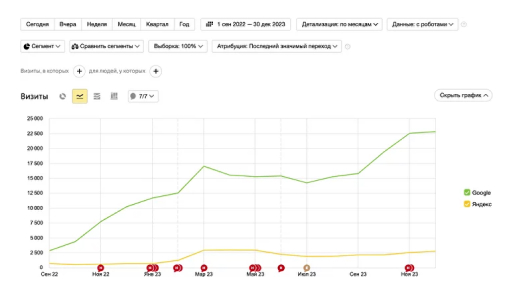 Сегодня Вчера Неделя Месяц Квартал Год 1 сен 2022 — 30 дек 2023 Детализация: по месяцам Данные: с роботами
Сегмент Сравнить сегменты Выборка: 100% Атрибуция: Последний значимый переход
Визиты, в которых + для людей, у которых +
Визиты 7/7 Скрыть график
25 000
22 500
20 000
17 500
15 000
12 500
10 000
7 500
5 000
2 500
0
Google
Яндекс
Сен 22 Ноя 22 Янв 23 Мар 23 Май 23 Июл 23 Сен 23 Ноя 23